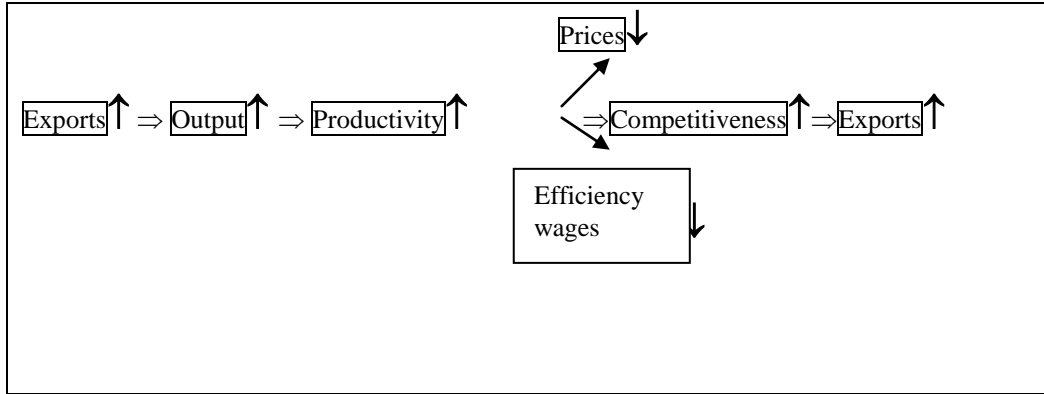 Prices↓
Exports↑ ⇒ Output↑ ⇒ Productivity↑ ⇒ Competitiveness↑ ⇒ Exports↑
Efficiency
wages↓